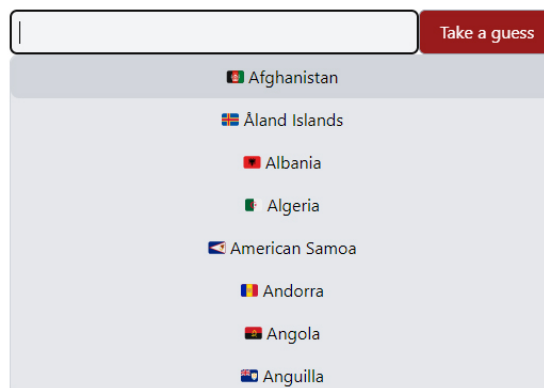 Take a guess
Afghanistan
Åland Islands
Albania
Algeria
American Samoa
Andorra
Angola
Anguilla